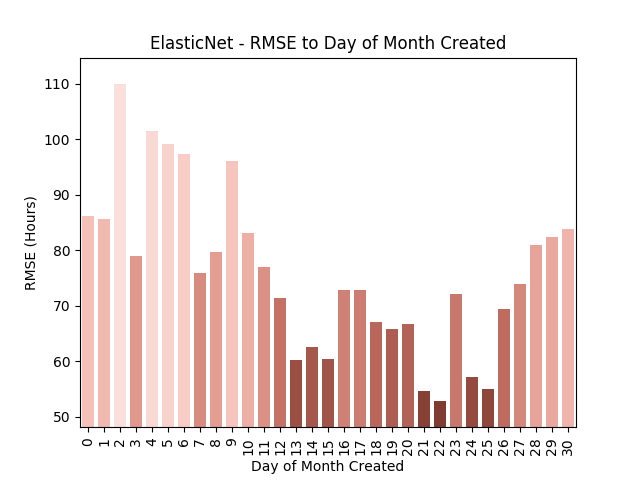 ElasticNet - RMSE to Day of Month Created
110
100
90
80
70
60
50
RMSE (Hours)
0 1 2 3 4 5 6 7 8 9 10 11 12 13 14 15 16 17 18 19 20 21 22 23 24 25 26 27 28 29 30
Day of Month Created